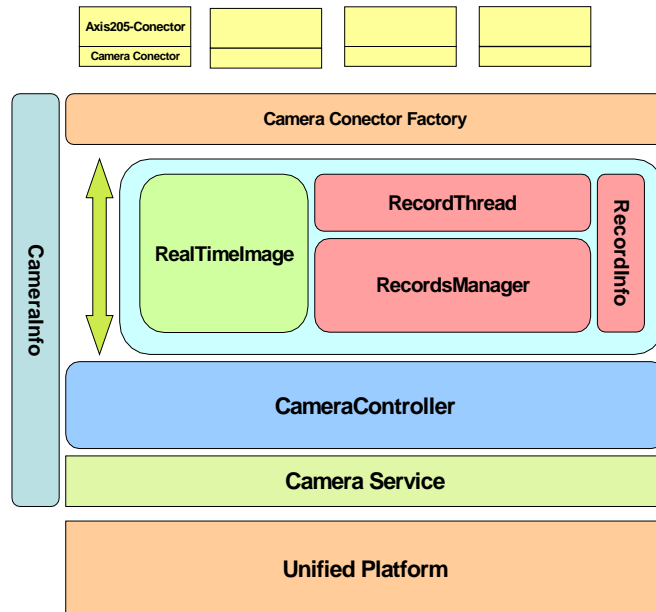 Axis205-Conector
Camera Conector
Camera Conector Factory
CameraInfo
RealTimeImage
RecordThread
RecordsManager
RecordInfo
CameraController
Camera Service
Unified Platform